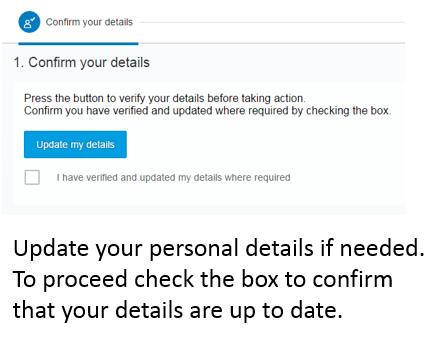 Confirm your details
1. Confirm your details
Press the button to verify your details before taking action.
Confirm you have verified and updated where required by checking the box.
Update my details
I have verified and updated my details where required
Update your personal details if needed.
To proceed check the box to confirm
that your details are up to date.